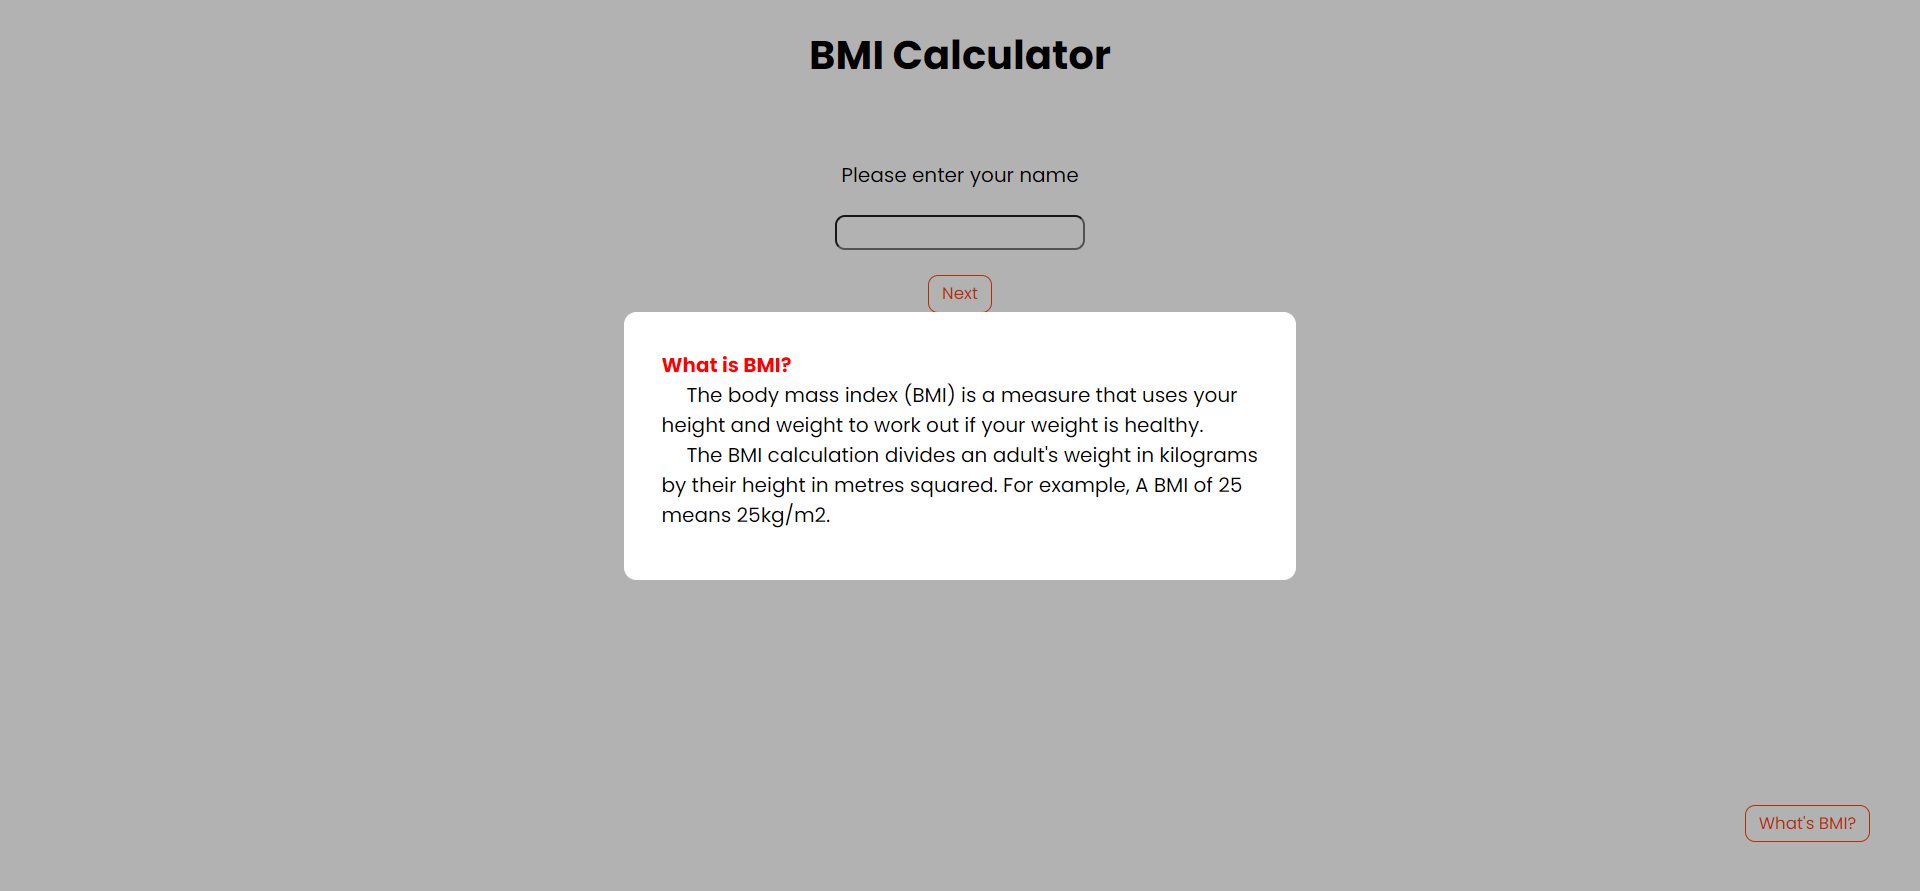 BMI Calculator
Please enter your name
Next
What is BMI?
The body mass index (BMI) is a measure that uses your
height and weight to work out if your weight is healthy.
The BMI calculation divides an adult's weight in kilograms
by their height in metres squared. For example, A BMI of 25
means 25kg/m2.
What's BMI?